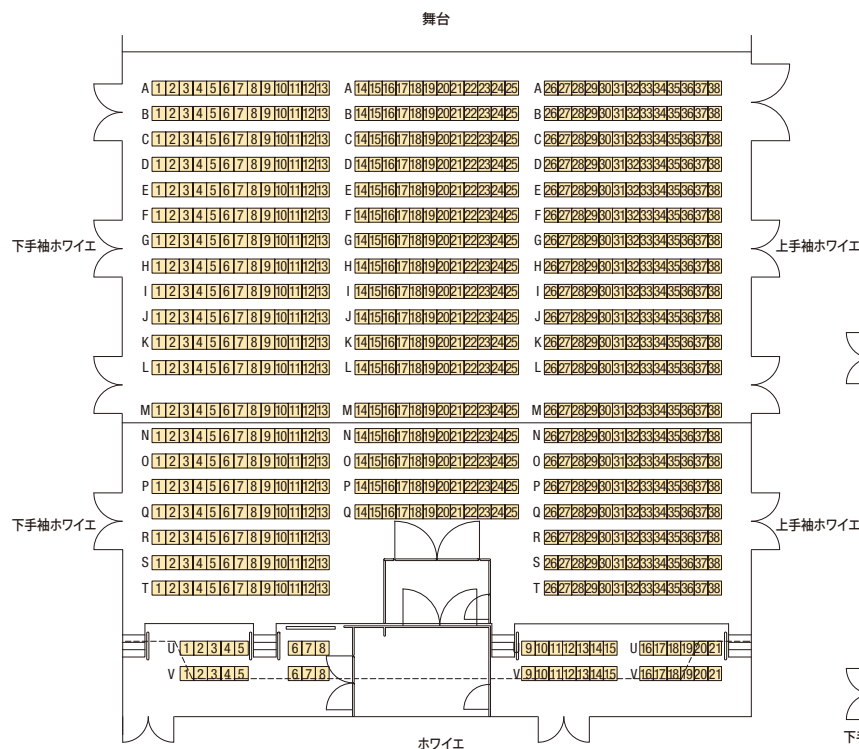 舞台
A 1 2 3 4 5 6 7 8 9 10 11 12 13 A 14 15 16 17 18 19 20 21 22 23 24 25 A 26 27 28 29 30 31 32 33 34 35 36 37 38
B 1 2 3 4 5 6 7 8 9 10 11 12 13 B 14 15 16 17 18 19 20 21 22 23 24 25 B 26 27 28 29 30 31 32 33 34 35 36 37 38
C 1 2 3 4 5 6 7 8 9 10 11 12 13 C 14 15 16 17 18 19 20 21 22 23 24 25 C 26 27 28 29 30 31 32 33 34 35 36 37 38
D 1 2 3 4 5 6 7 8 9 10 11 12 13 D 14 15 16 17 18 19 20 21 22 23 24 25 D 26 27 28 29 30 31 32 33 34 35 36 37 38
E 1 2 3 4 5 6 7 8 9 10 11 12 13 E 14 15 16 17 18 19 20 21 22 23 24 25 E 26 27 28 29 30 31 32 33 34 35 36 37 38
F 1 2 3 4 5 6 7 8 9 10 11 12 13 F 14 15 16 17 18 19 20 21 22 23 24 25 F 26 27 28 29 30 31 32 33 34 35 36 37 38
G 1 2 3 4 5 6 7 8 9 10 11 12 13 G 14 15 16 17 18 19 20 21 22 23 24 25 G 26 27 28 29 30 31 32 33 34 35 36 37 38
下手袖ホワイエ 上手袖ホワイエ
H 1 2 3 4 5 6 7 8 9 10 11 12 13 H 14 15 16 17 18 19 20 21 22 23 24 25 H 26 27 28 29 30 31 32 33 34 35 36 37 38
I 1 2 3 4 5 6 7 8 9 10 11 12 13 I 14 15 16 17 18 19 20 21 22 23 24 25 I 26 27 28 29 30 31 32 33 34 35 36 37 38
J 1 2 3 4 5 6 7 8 9 10 11 12 13 J 14 15 16 17 18 19 20 21 22 23 24 25 J 26 27 28 29 30 31 32 33 34 35 36 37 38
K 1 2 3 4 5 6 7 8 9 10 11 12 13 K 14 15 16 17 18 19 20 21 22 23 24 25 K 26 27 28 29 30 31 32 33 34 35 36 37 38
L 1 2 3 4 5 6 7 8 9 10 11 12 13 L 14 15 16 17 18 19 20 21 22 23 24 25 L 26 27 28 29 30 31 32 33 34 35 36 37 38
M 1 2 3 4 5 6 7 8 9 10 11 12 13 M 14 15 16 17 18 19 20 21 22 23 24 25 M 26 27 28 29 30 31 32 33 34 35 36 37 38
N 1 2 3 4 5 6 7 8 9 10 11 12 13 N 14 15 16 17 18 19 20 21 22 23 24 25 N 26 27 28 29 30 31 32 33 34 35 36 37 38
O 1 2 3 4 5 6 7 8 9 10 11 12 13 O 14 15 16 17 18 19 20 21 22 23 24 25 O 26 27 28 29 30 31 32 33 34 35 36 37 38
P 1 2 3 4 5 6 7 8 9 10 11 12 13 P 14 15 16 17 18 19 20 21 22 23 24 25 P 26 27 28 29 30 31 32 33 34 35 36 37 38
Q 1 2 3 4 5 6 7 8 9 10 11 12 13 Q 14 15 16 17 18 19 20 21 22 23 24 25 Q 26 27 28 29 30 31 32 33 34 35 36 37 38
下手袖ホワイエ 上手袖ホワイエ
R 1 2 3 4 5 6 7 8 9 10 11 12 13 R 26 27 28 29 30 31 32 33 34 35 36 37 38
S 1 2 3 4 5 6 7 8 9 10 11 12 13 S 26 27 28 29 30 31 32 33 34 35 36 37 38
T 1 2 3 4 5 6 7 8 9 10 11 12 13 T 26 27 28 29 30 31 32 33 34 35 36 37 38
U 1 2 3 4 5 6 7 8 9 10 11 12 13 14 15 U 16 17 18 19 20 21
V 1 2 3 4 5 6 7 8 V 9 10 11 12 13 14 15 V 16 17 18 19 20 21
下手
ホワイエ